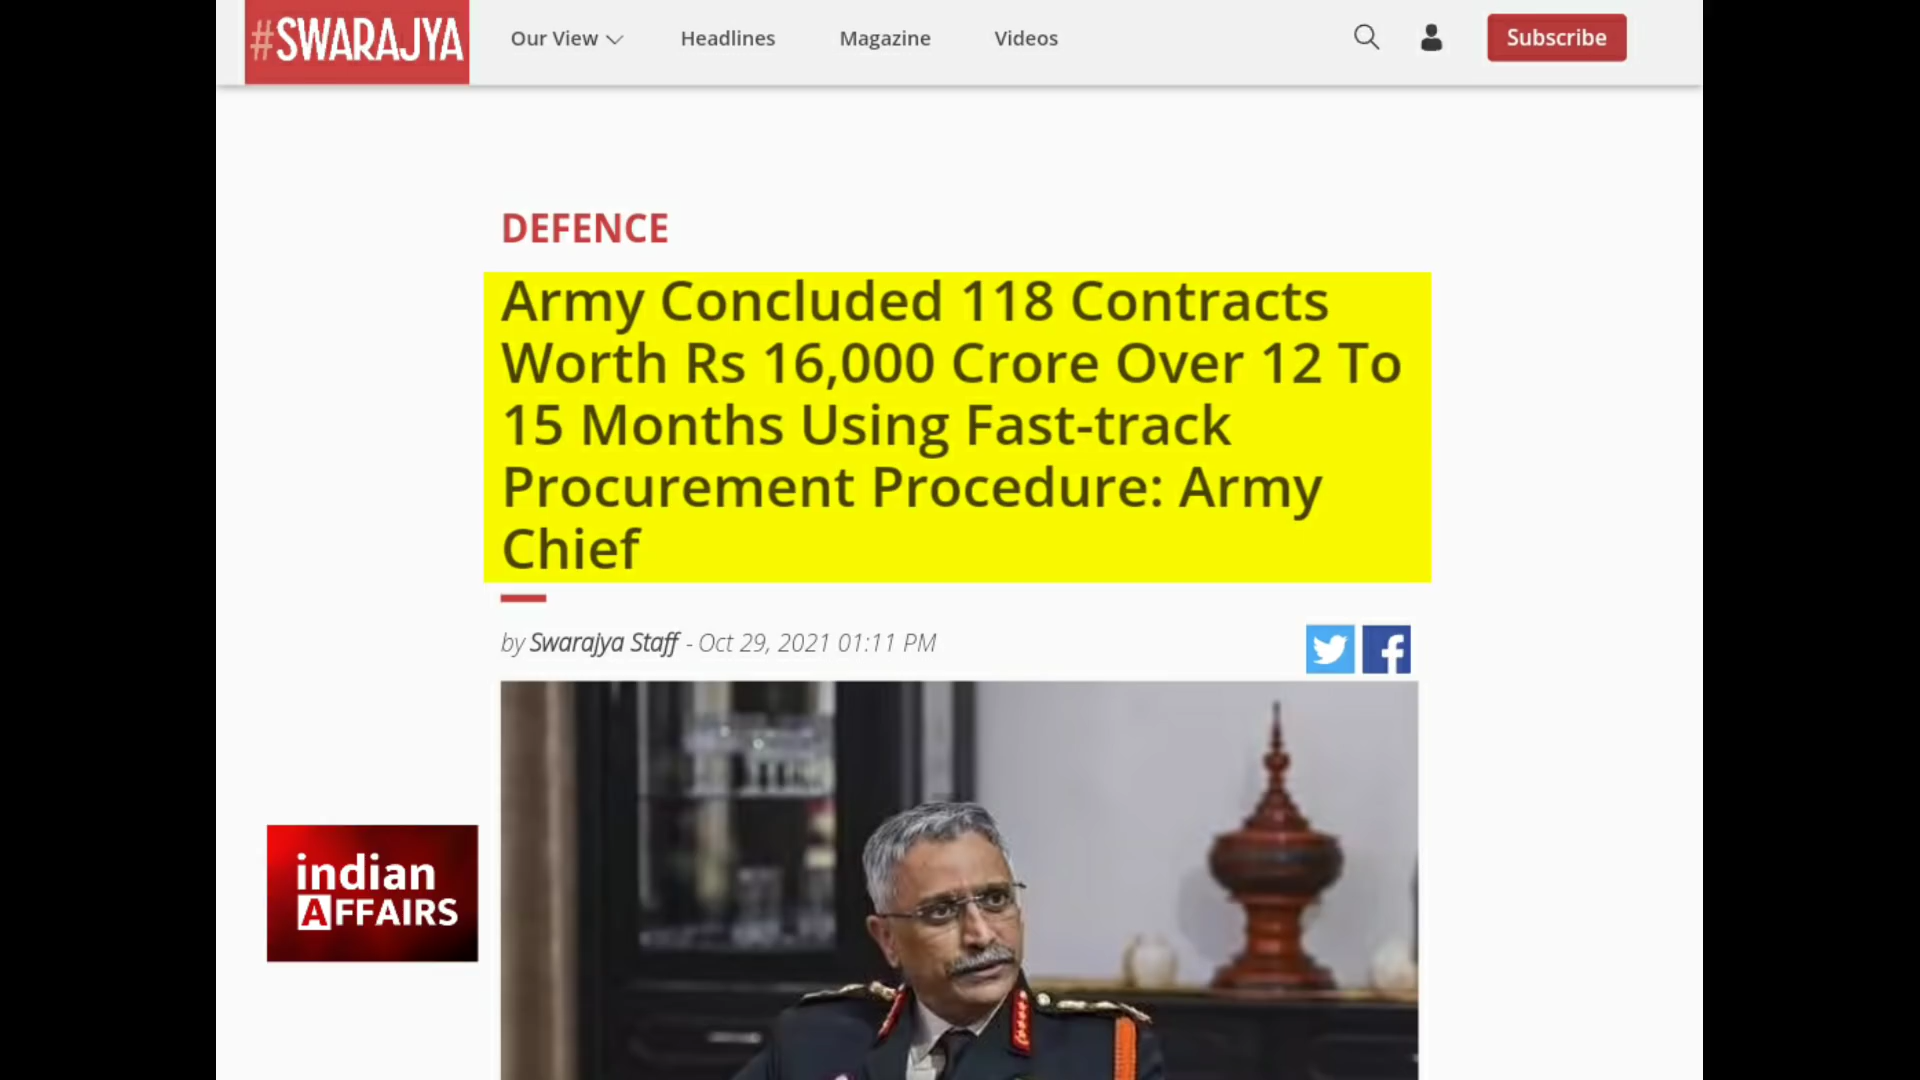 #SWARAJYA
Our View
Headlines
Magazine
Videos
Subscribe
DEFENCE
Army Concluded 118 Contracts
Worth Rs 16,000 Crore Over 12 To
15 Months Using Fast-track
Procurement Procedure: Army
Chief
by Swarajya Staff - Oct 29, 2021 01:11 PM
indian
AFFAIRS